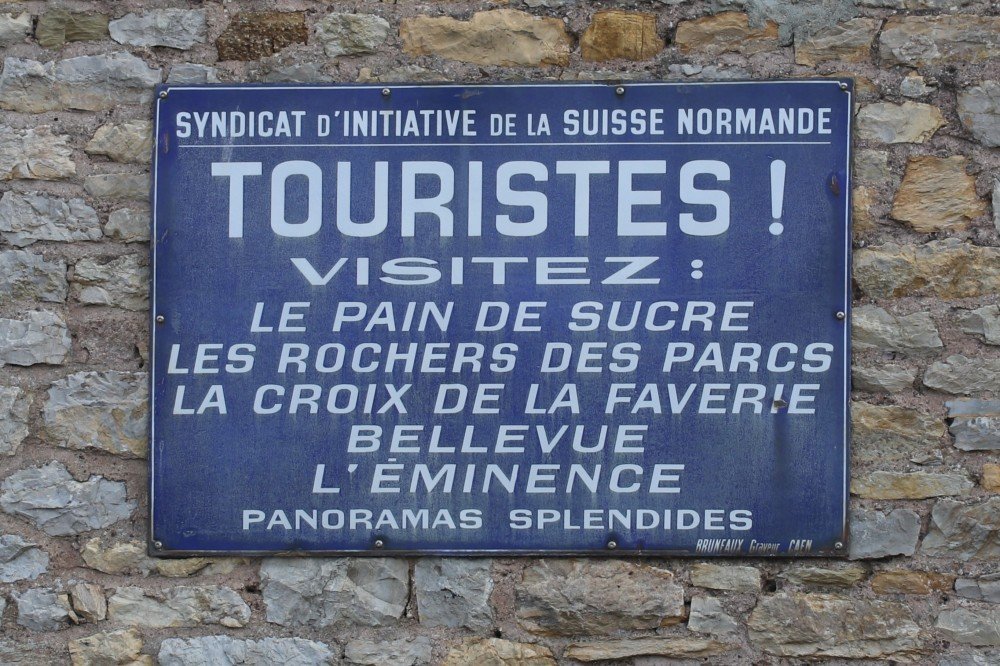 SYNDICAT D'INITIATIVE DE LA SUISSE NORMANDE
TOURISTES !
VISITEZ :
LE PAIN DE SUCRE
LES ROCHERS DES PARCS
LA CROIX DE LA FAVERIE
BELLEVUE
L'ÉMINENCE
PANORAMAS SPLENDIDES
BRUNEAUX Graveur CAEN